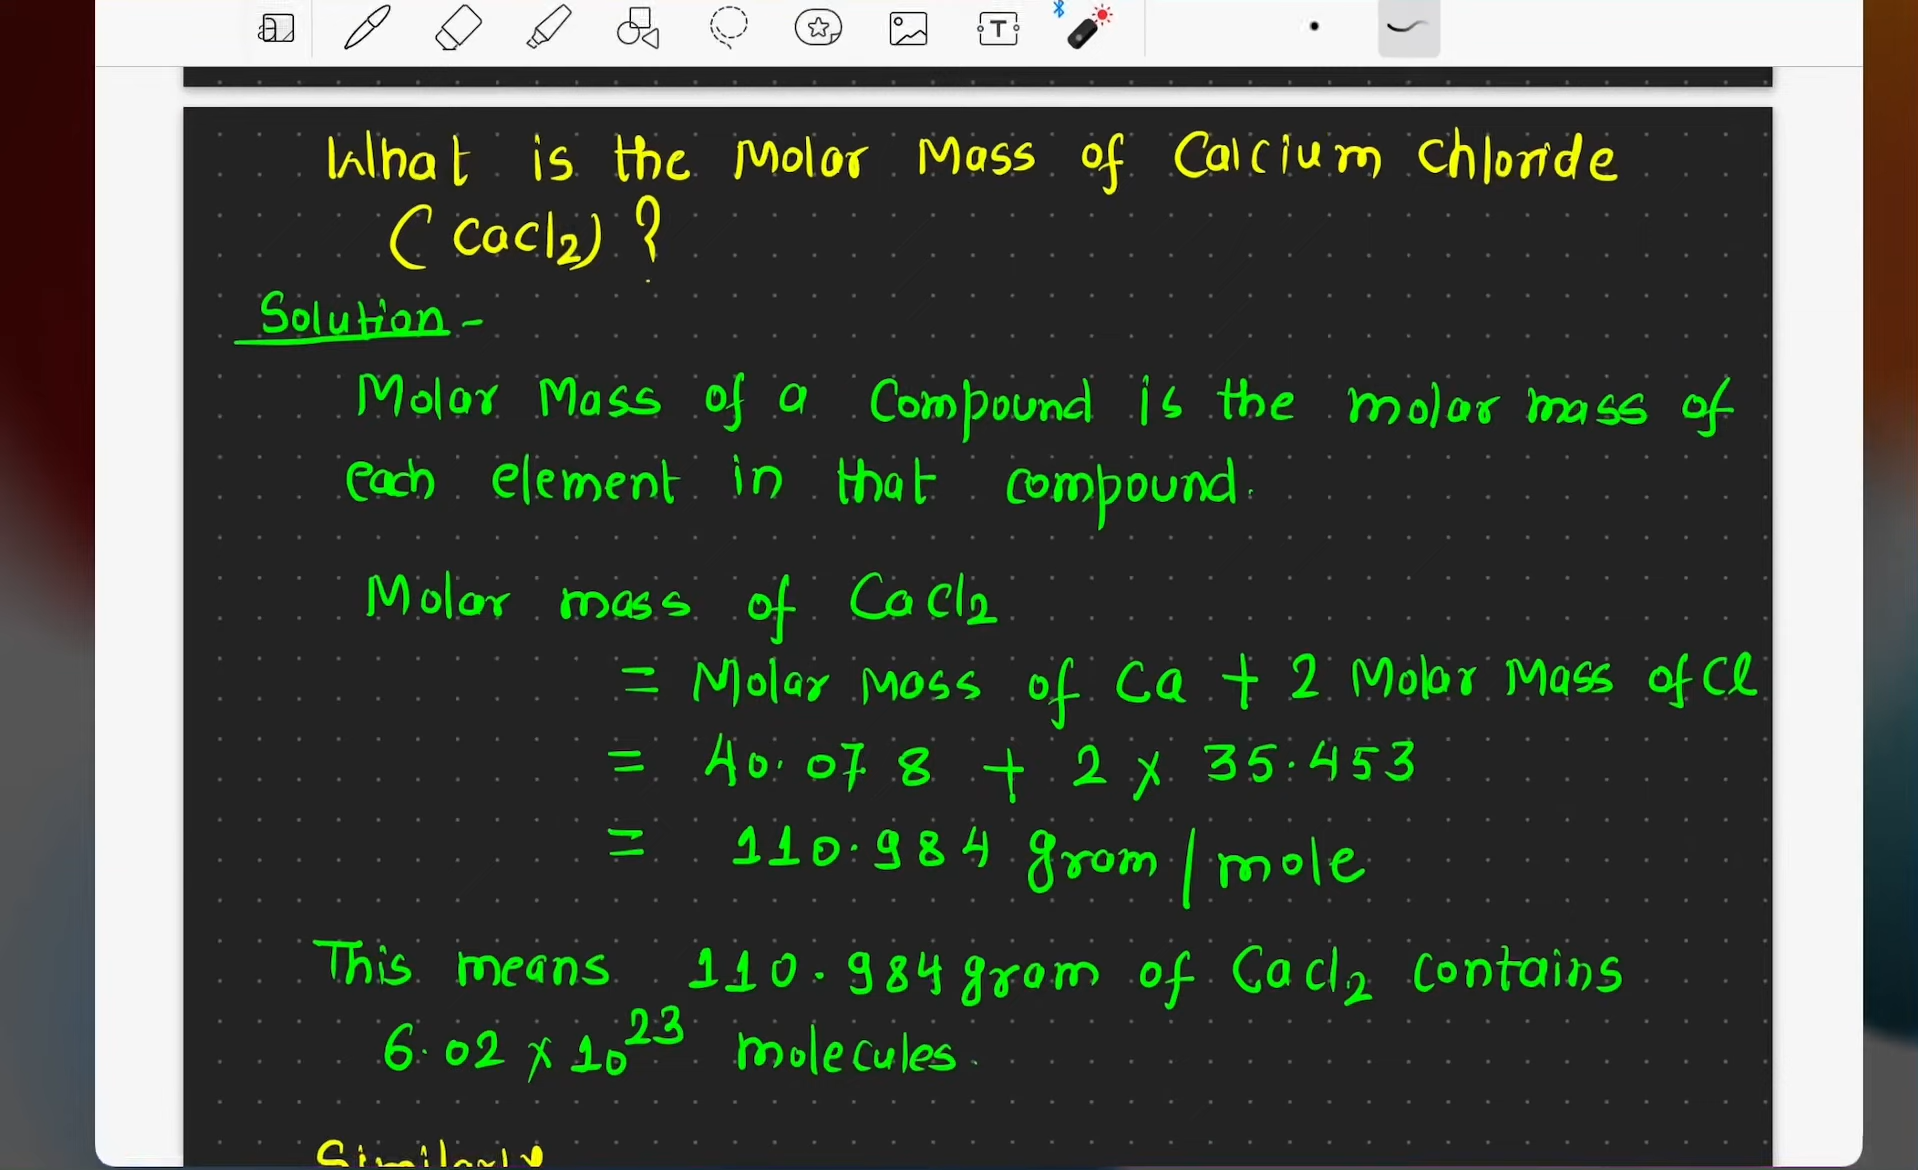 What is the Molar Mass of Calcium Chloride
(CaCl2)?
Solution-
Molar Mass of a Compound is the molar mass of
each element in that compound.
Molar mass of CaCl2
= Molar Mass of Ca + 2 Molar Mass of Cl
= 40.078 + 2 x 35.453
= 110.984 gram/mole
This means 110.984 gram of CaCl2 contains
6.02 x 10^23 molecules.
Similarly